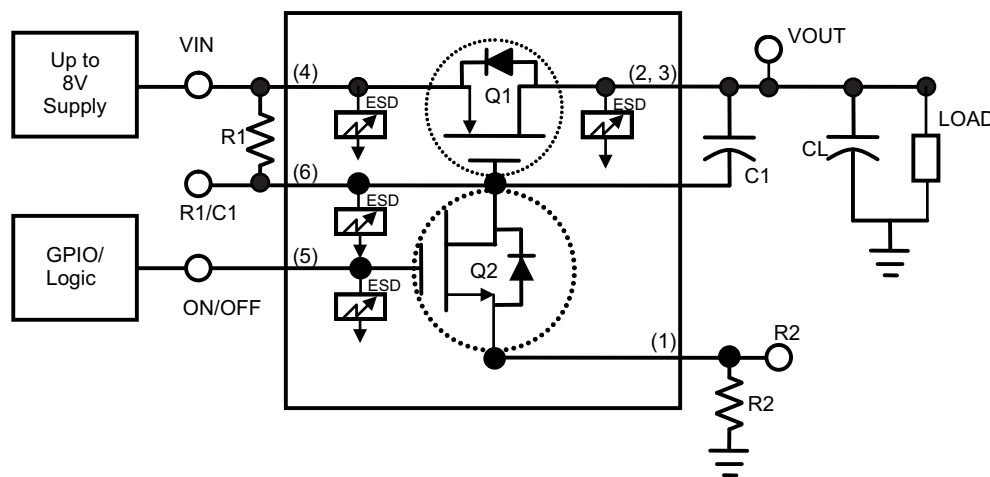 Up to
8V
Supply
VIN
(4)
ESD
Q1
ESD
(2, 3)
VOUT
R1
C1
CL
LOAD
R1/C1
(6)
ESD
GPIO/
Logic
ON/OFF
(5)
ESD
Q2
(1)
R2
R2